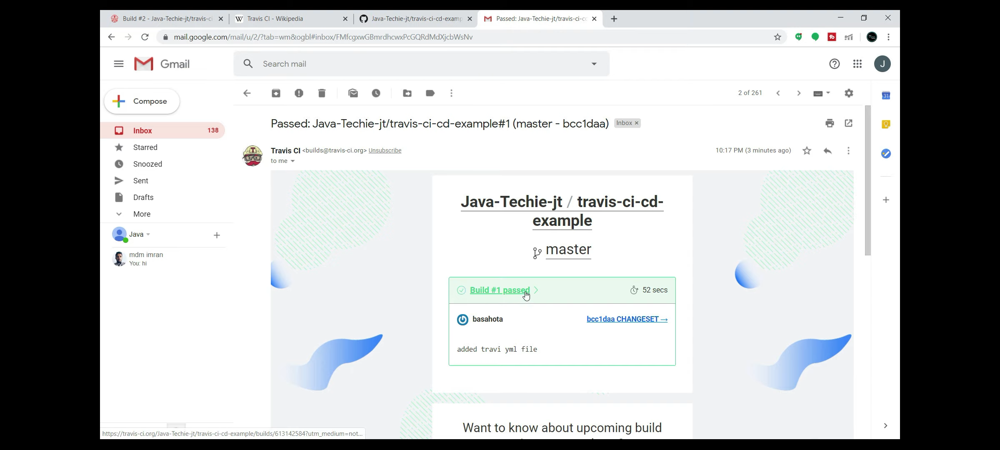 Build #2 - Java-Techie-jt/travis-ci-
Travis CI - Wikipedia
Java-Techie-jt/travis-ci-cd-examp
Passed: Java-Techie-jt/travis-ci-cc
mail.google.com/mail/u/2/?tab=wm&ogbl#inbox/FMfcgxwGBmrdhcwxPcGQRdMdXjcbWsNv
Gmail
Search mail
J
Compose
2 of 261
31
Inbox 138
Starred
Snoozed
Sent
Drafts
More
Java
mdm imran
You: hi
Passed: Java-Techie-jt/travis-ci-cd-example#1 (master - bcc1daa)
Inbox ×
Travis CI <builds@travis-ci.org> Unsubscribe
10:17 PM (3 minutes ago)
to me
Java-Techie-jt / travis-ci-cd-
example
master
Build #1 passed
52 secs
basahota
bcc1daa CHANGESET →
added travi yml file
Want to know about upcoming build
https://travis-ci.org/Java-Techie-jt/travis-ci-cd-example/builds/613142584?utm_medium=not...